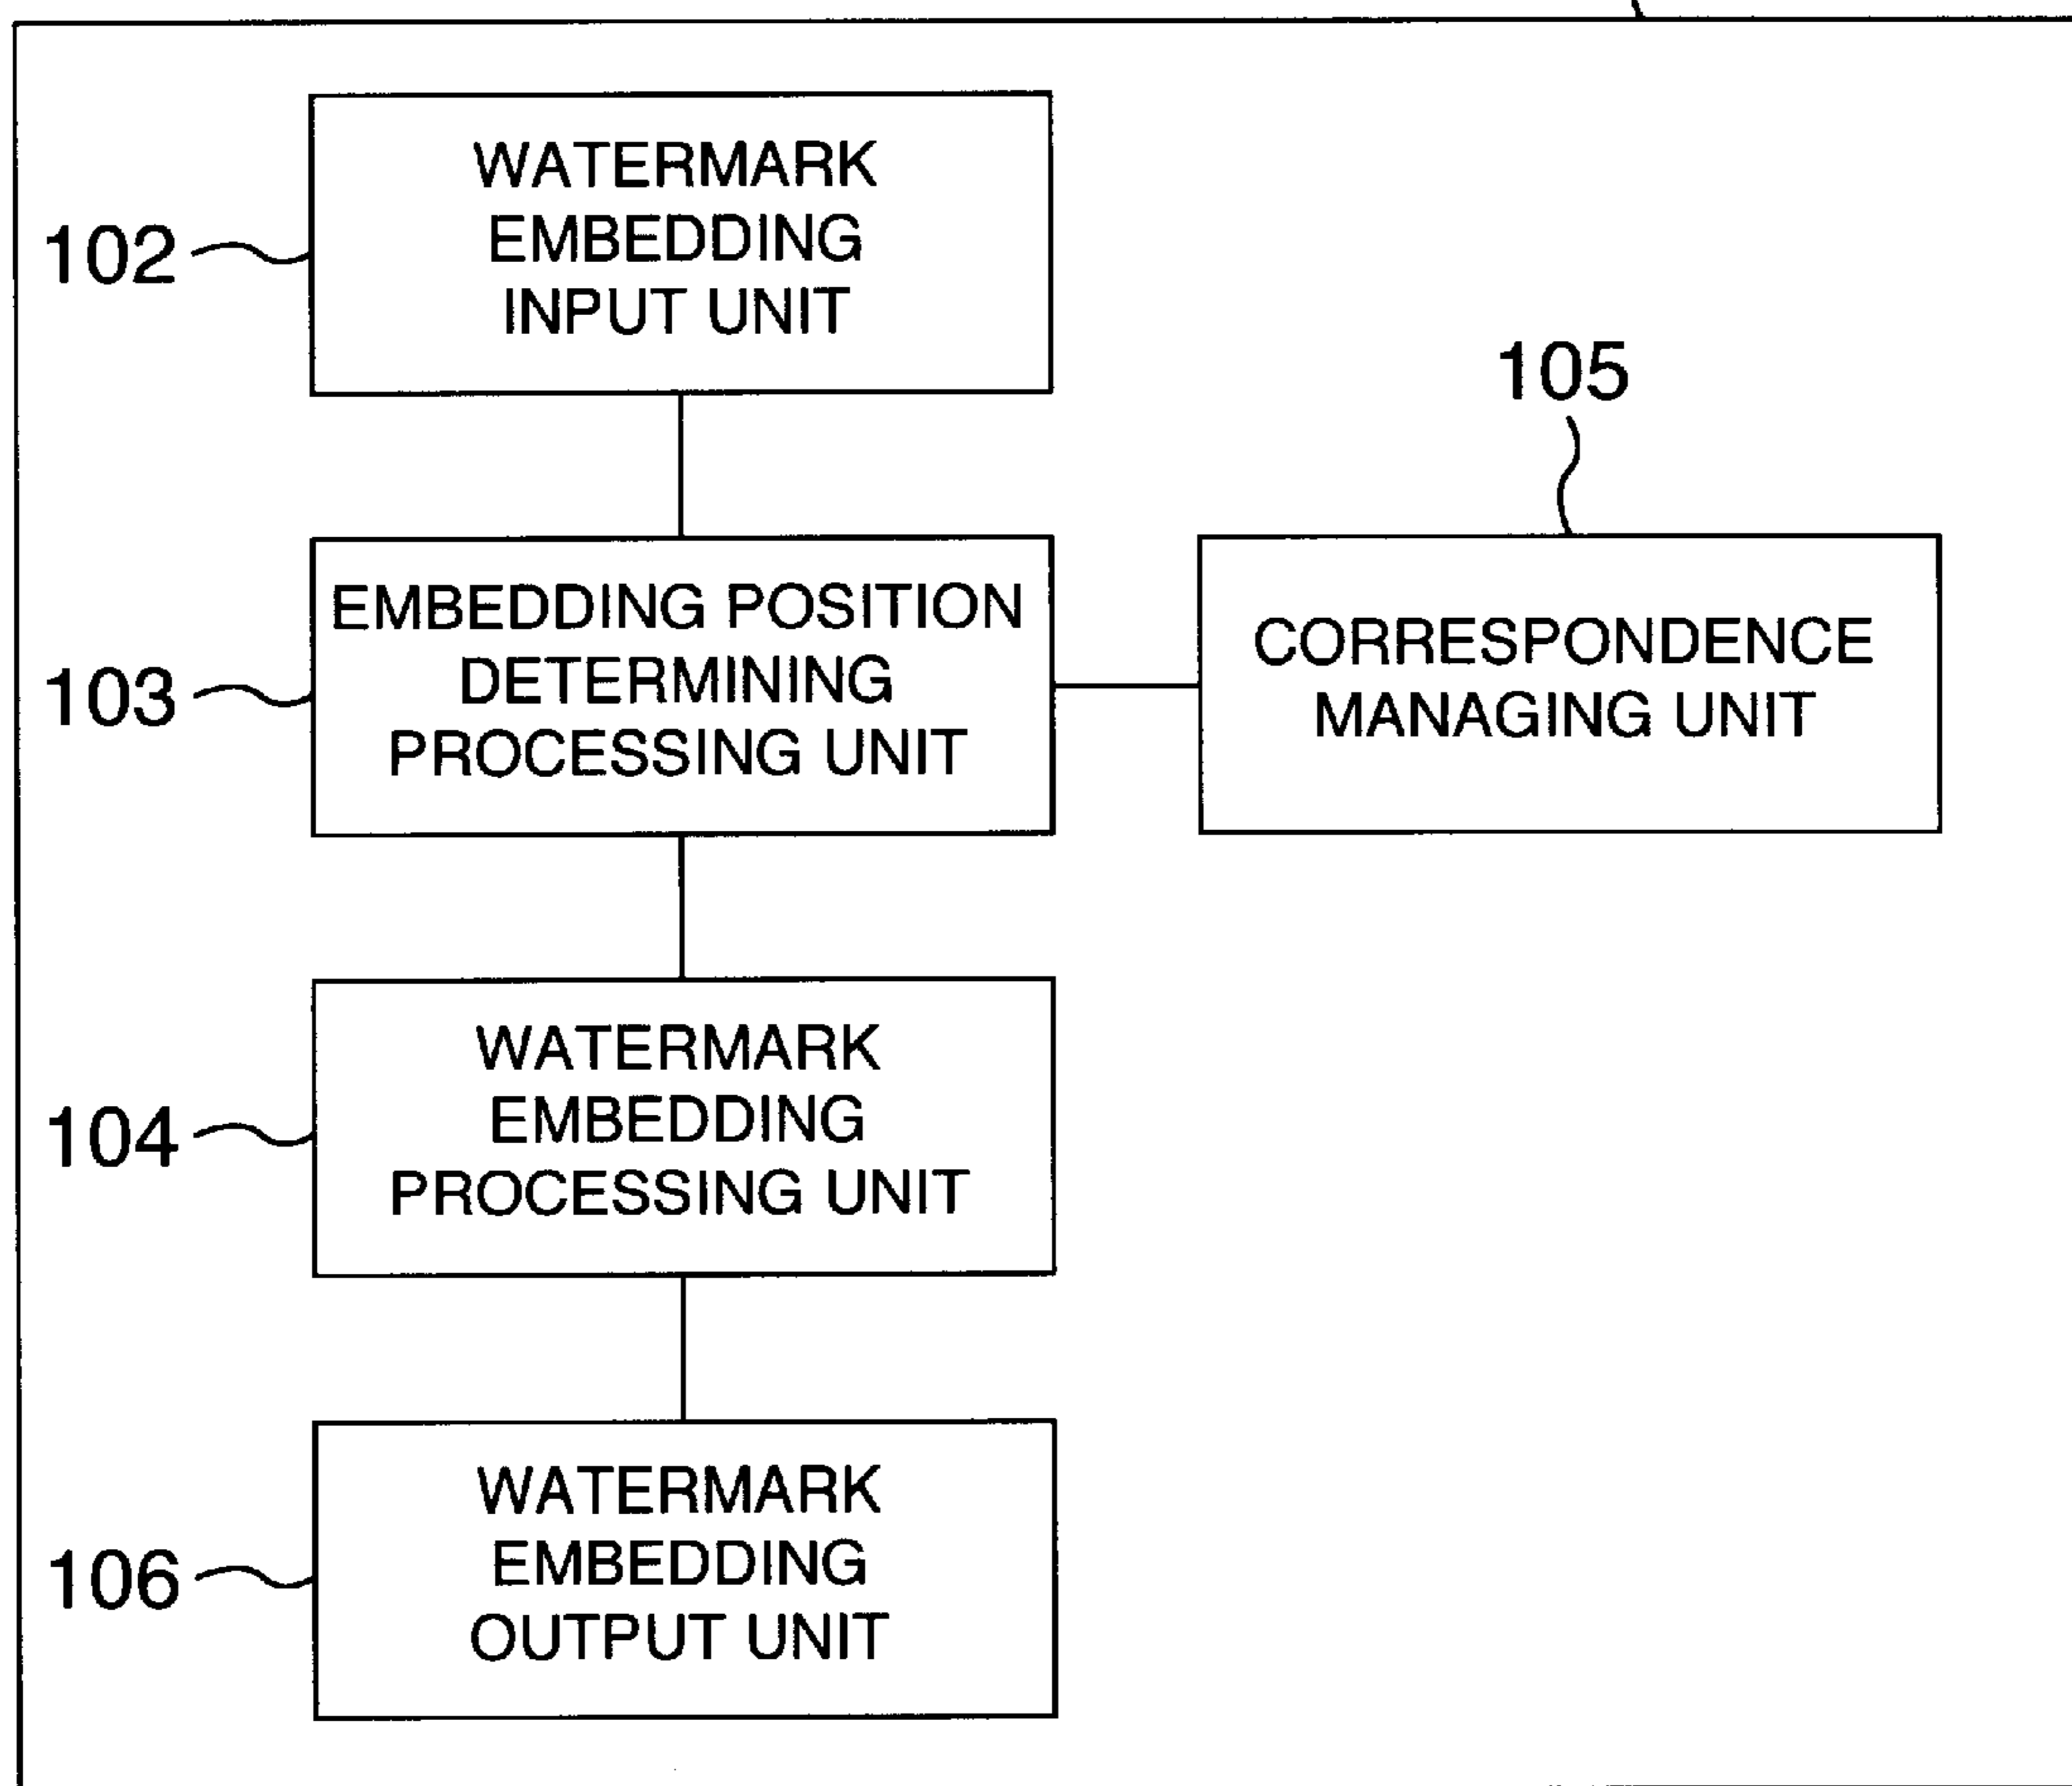 102
WATERMARK
EMBEDDING
INPUT UNIT
105
103
EMBEDDING POSITION
DETERMINING
PROCESSING UNIT
CORRESPONDENCE
MANAGING UNIT
104
WATERMARK
EMBEDDING
PROCESSING UNIT
106
WATERMARK
EMBEDDING
OUTPUT UNIT